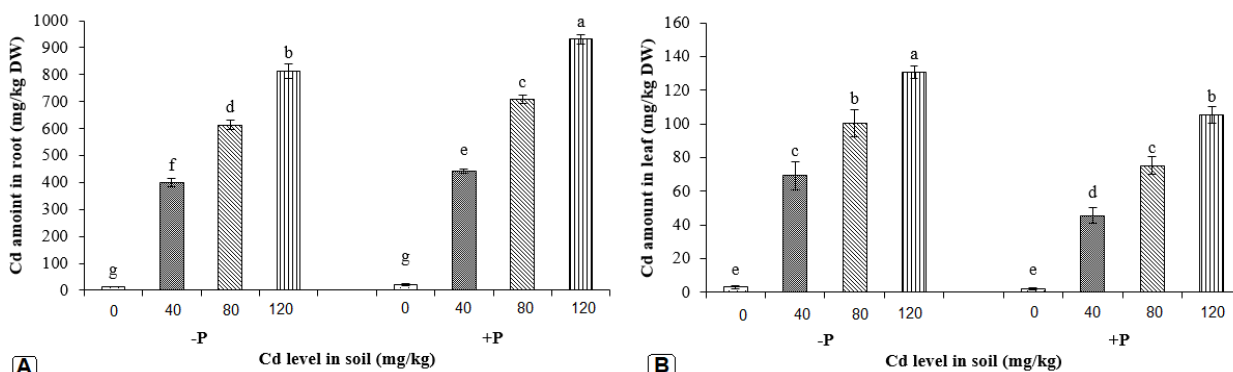 Cd amoint in root (mg/kg DW)
1000
900
800
700
600
500
400
300
200
100
0
g
f
d
b
g
e
c
a
0 40 80 120 0 40 80 120
-P +P
Cd level in soil (mg/kg)
A
Cd amount in leaf (mg/kg DW)
160
140
120
100
80
60
40
20
0
e
c
b
a
e
d
c
b
0 40 80 120 0 40 80 120
-P +P
Cd level in soil (mg/kg)
B